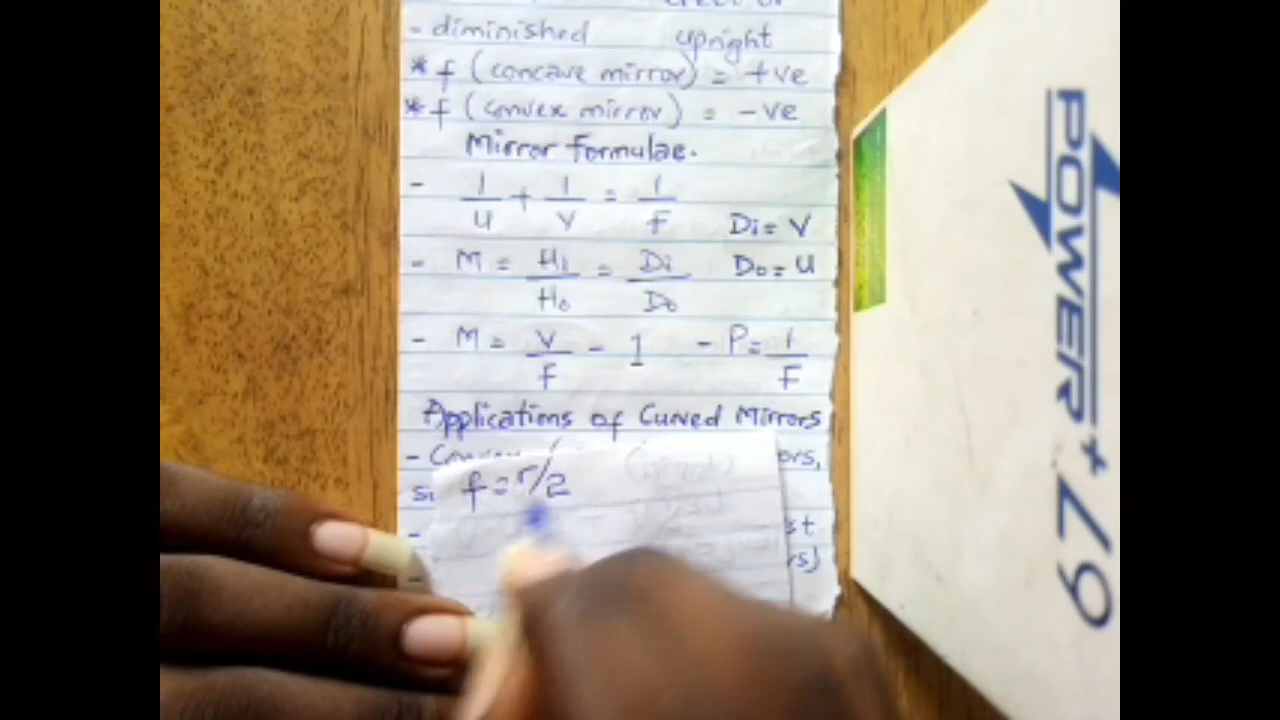 - diminished upright
* f (concave mirror) = +ve
* f (convex mirror) = -ve
Mirror formulae.
- 1/u + 1/v = 1/f
Di = V
- M = Hi/Ho = Di/Do Do = U
- M = v/f - 1 - P = 1/f
Applications of Curved Mirrors
f = r/2
POWER+ L9